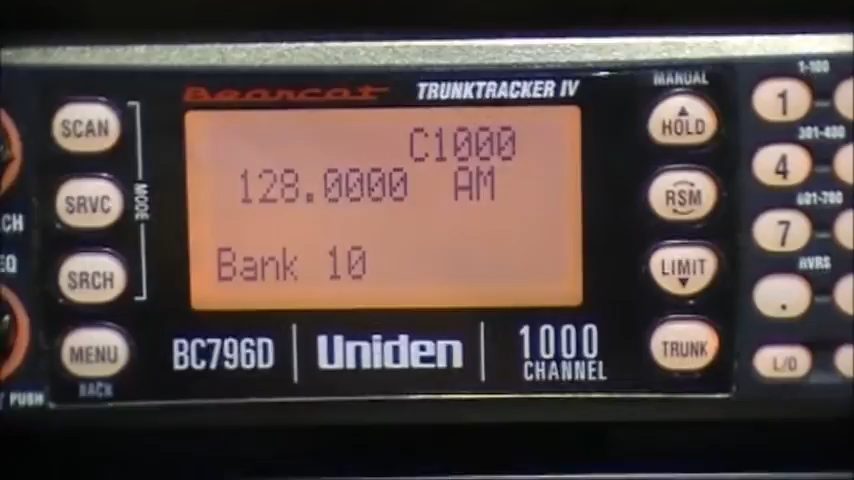 Bearcat TRUNKTRACKER IV
C1000
128.0000 AM
Bank 10
BC796D Uniden 1000 CHANNEL
SCAN
SRVC
SRCH
MENU
BACK
MODE
MANUAL
HOLD
RSM
LIMIT
TRUNK
1-100
1
301-400
4
601-700
7
WVRS
.
L/O
PUSH